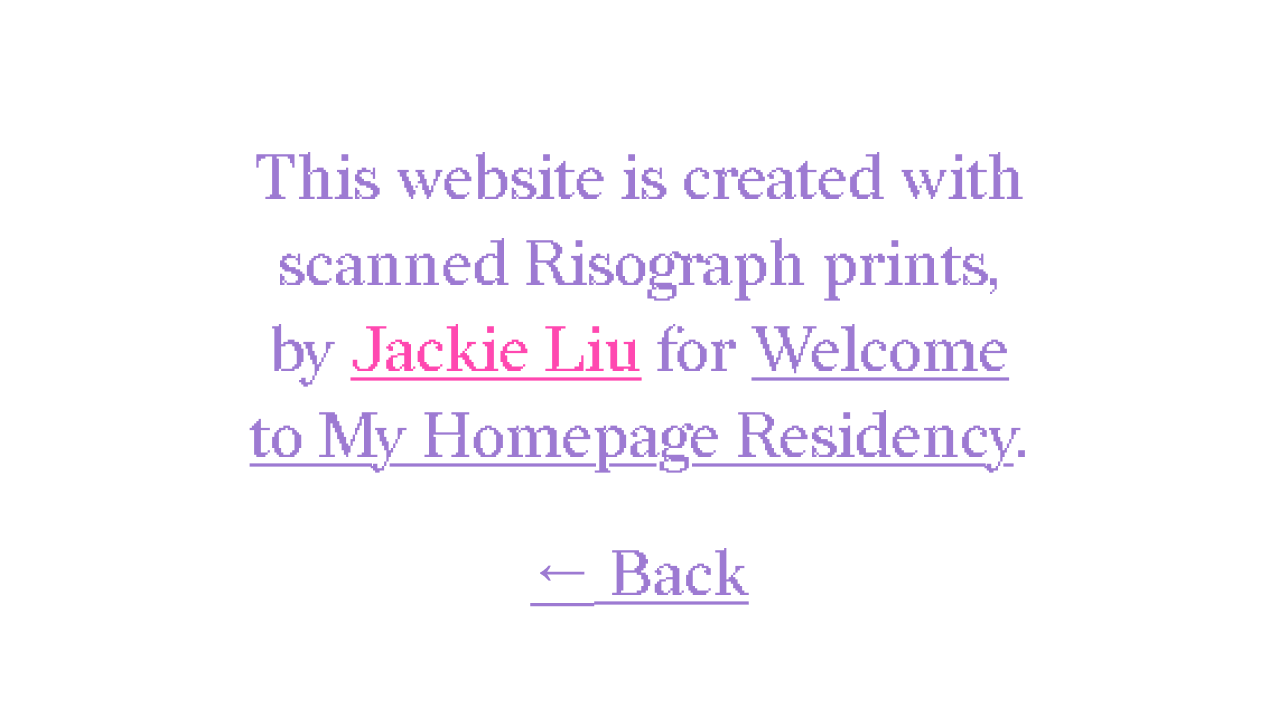 This website is created with
scanned Risograph prints,
by Jackie Liu for Welcome
to My Homepage Residency.
← Back